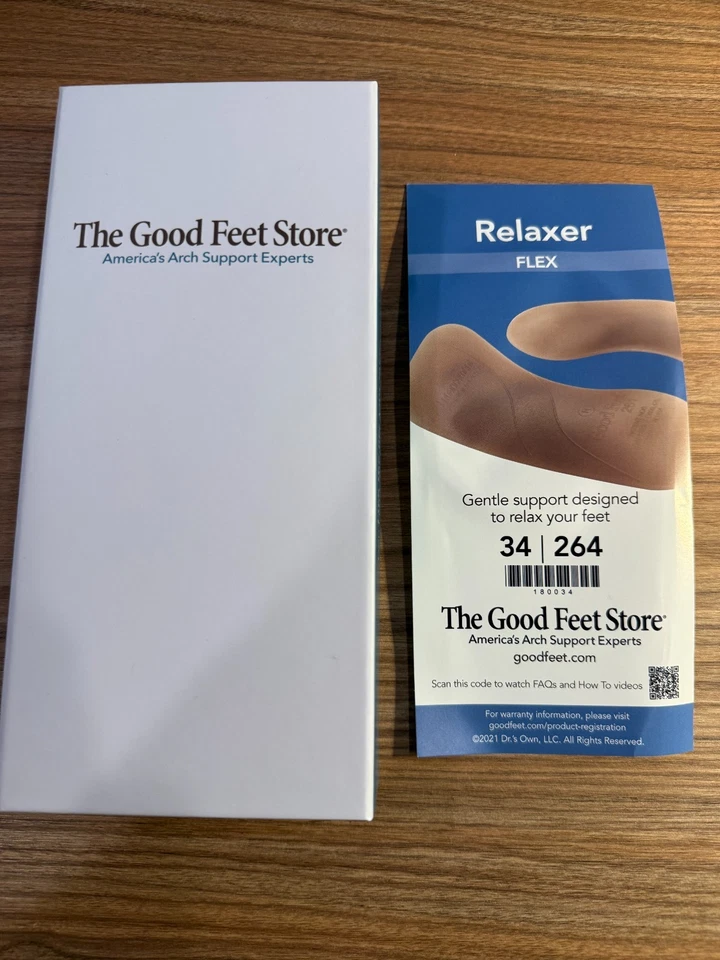 The Good Feet Store®
America's Arch Support Experts
Relaxer
FLEX
Gentle support designed
to relax your feet
34 | 264
180034
The Good Feet Store®
America's Arch Support Experts
goodfeet.com
Scan this code to watch FAQs and How To videos
For warranty information, please visit
goodfeet.com/product-registration
©2021 Dr.'s Own, LLC. All Rights Reserved.